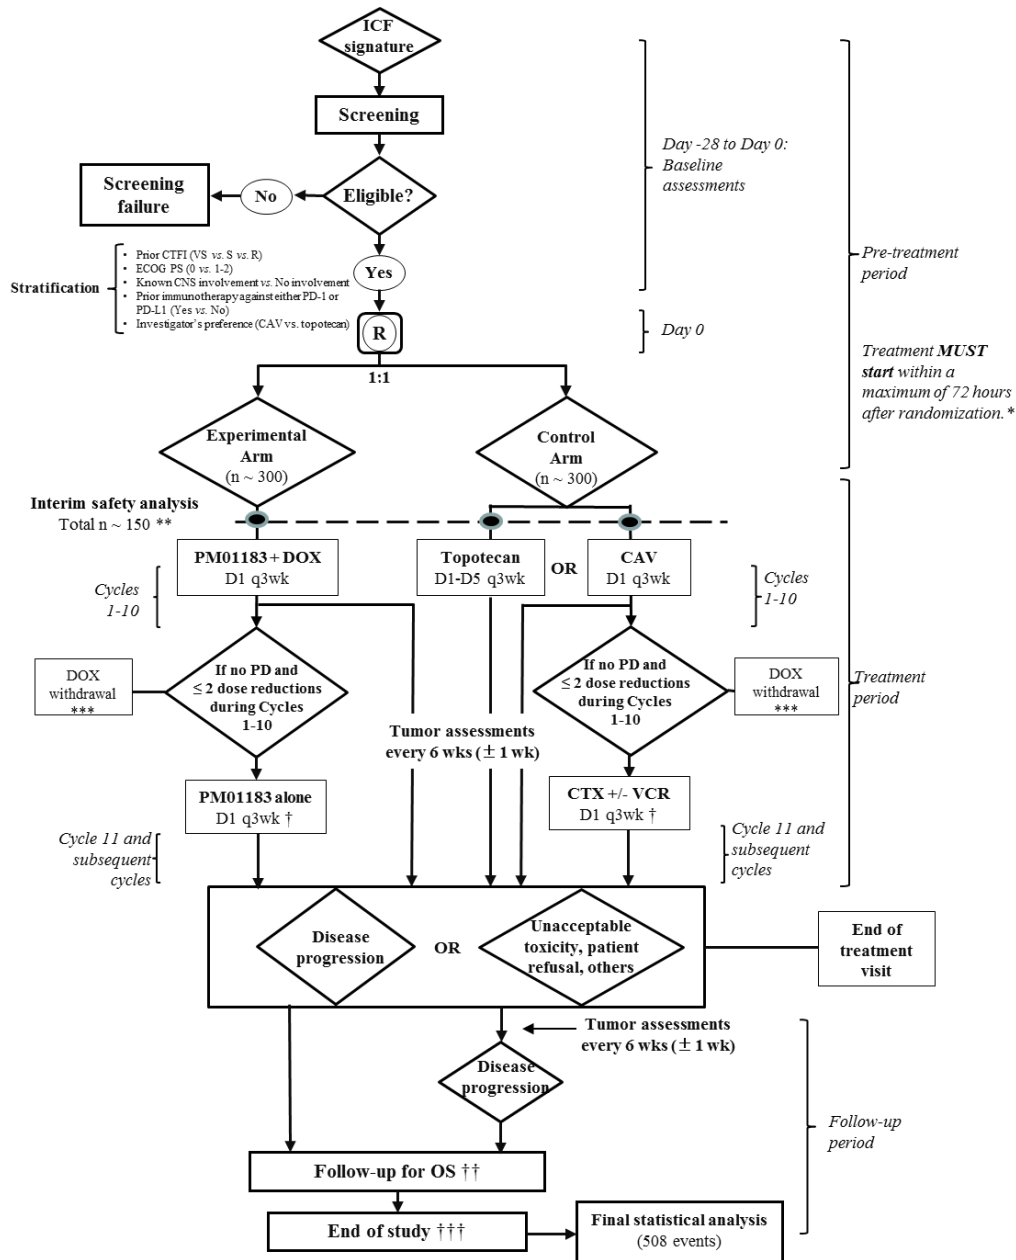 ICF
signature
Screening
Day -28 to Day 0:
Baseline
assessments
Screening
failure
No
Eligible?
Stratification
• Prior CTFI (VS vs. S vs. R)
• ECOG PS (0 vs. 1-2)
• Known CNS involvement vs. No involvement
• Prior immunotherapy against either PD-1 or
PD-L1 (Yes vs. No)
• Investigator's preference (CAV vs. topotecan)
Yes
Pre-treatment
period
R
Day 0
Treatment MUST
start within a
maximum of 72 hours
after randomization.*
1:1
Experimental
Arm
(n ~ 300)
Control
Arm
(n ~ 300)
Interim safety analysis
Total n ~ 150 **
Cycles
1-10
PM01183 + DOX
D1 q3wk
Topotecan
D1-D5 q3wk
OR
CAV
D1 q3wk
Cycles
1-10
DOX
withdrawal
***
If no PD and
≤ 2 dose reductions
during Cycles
1-10
If no PD and
≤ 2 dose reductions
during Cycles
1-10
DOX
withdrawal
***
Treatment
period
Tumor assessments
every 6 wks (± 1 wk)
PM01183 alone
D1 q3wk †
CTX +/- VCR
D1 q3wk †
Cycle 11 and
subsequent
cycles
Cycle 11 and
subsequent
cycles
Disease
progression
OR
Unacceptable
toxicity, patient
refusal, others
End of
treatment
visit
Tumor assessments
every 6 wks (± 1 wk)
Disease
progression
Follow-up
period
Follow-up for OS ††
End of study †††
Final statistical analysis
(508 events)